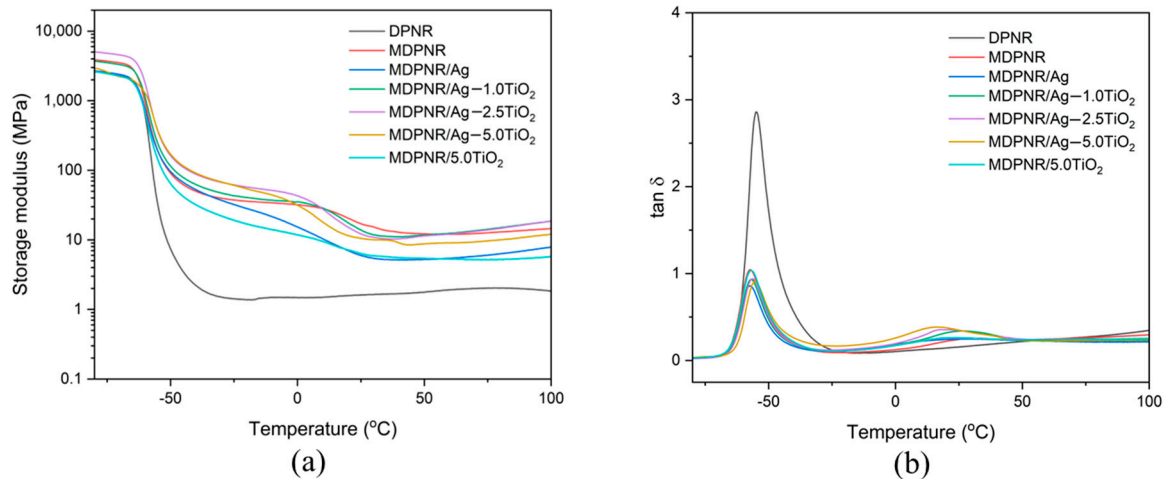 10,000
1,000
100
10
1
0.1
Storage modulus (MPa)
DPNR
MDPNR
MDPNR/Ag
MDPNR/Ag−1.0TiO₂
MDPNR/Ag−2.5TiO₂
MDPNR/Ag−5.0TiO₂
MDPNR/5.0TiO₂
-50
0
50
100
Temperature (°C)
(a)
4
3
2
1
0
tan δ
DPNR
MDPNR
MDPNR/Ag
MDPNR/Ag−1.0TiO₂
MDPNR/Ag−2.5TiO₂
MDPNR/Ag−5.0TiO₂
MDPNR/5.0TiO₂
-50
0
50
100
Temperature (°C)
(b)